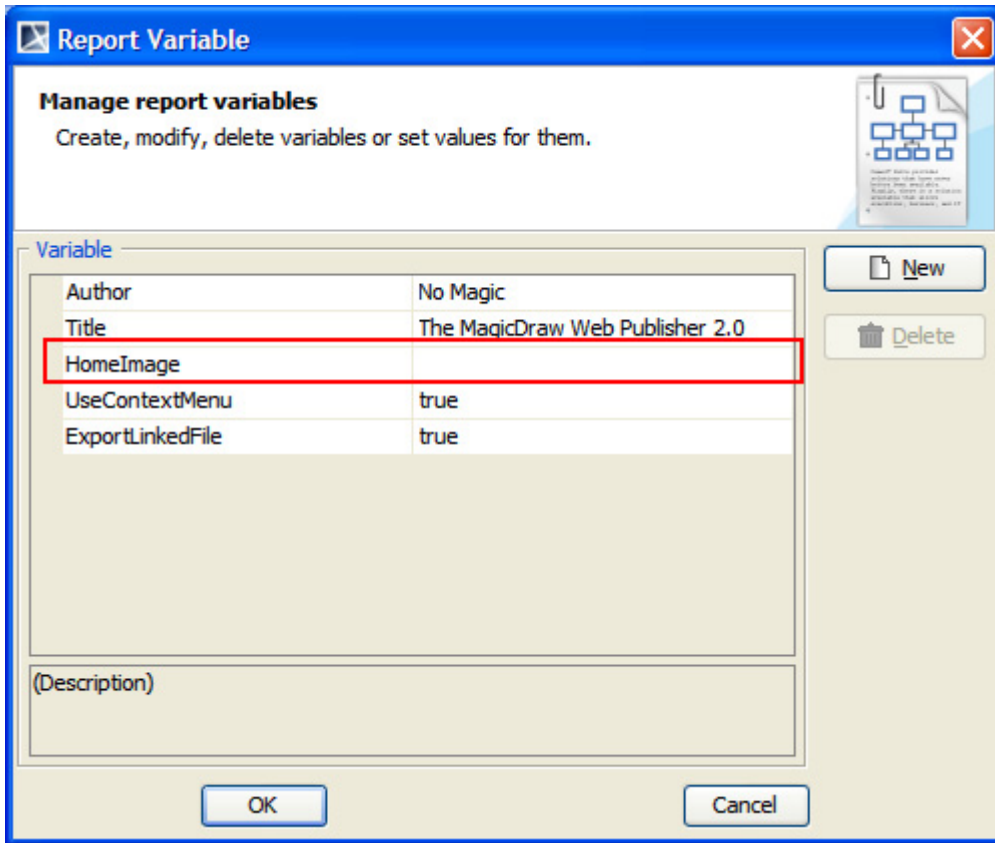 Report Variable
Manage report variables
Create, modify, delete variables or set values for them.
Variable
New
Author No Magic
Title The MagicDraw Web Publisher 2.0
Delete
HomeImage
UseContextMenu true
ExportLinkedFile true
(Description)
OK Cancel